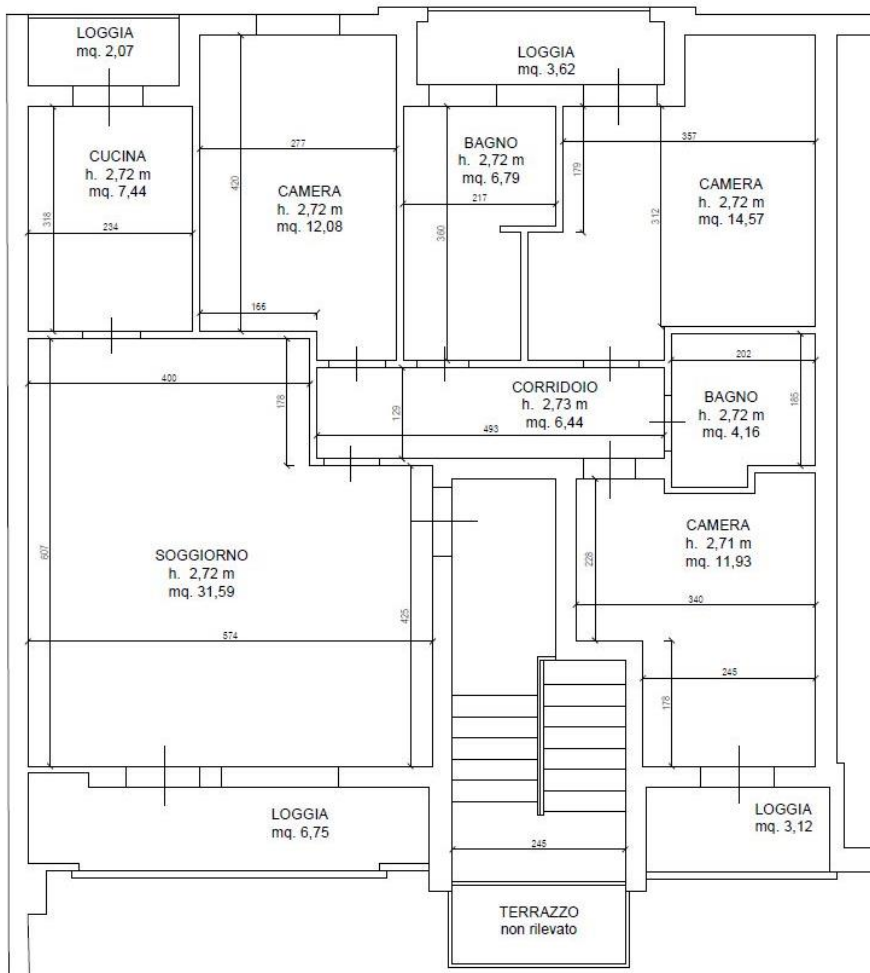 LOGGIA
mq. 2,07
LOGGIA
mq. 3,62
CUCINA
h. 2,72 m
mq. 7,44
318
234
277
420
CAMERA
h. 2,72 m
mq. 12,08
166
BAGNO
h. 2,72 m
mq. 6,79
217
360
179
357
312
CAMERA
h. 2,72 m
mq. 14,57
400
178
129
CORRIDOIO
h. 2,73 m
mq. 6,44
493
202
BAGNO
h. 2,72 m
mq. 4,16
185
SOGGIORNO
h. 2,72 m
mq. 31,59
607
574
425
CAMERA
h. 2,71 m
mq. 11,93
228
340
245
178
LOGGIA
mq. 6,75
245
LOGGIA
mq. 3,12
TERRAZZO
non rilevato